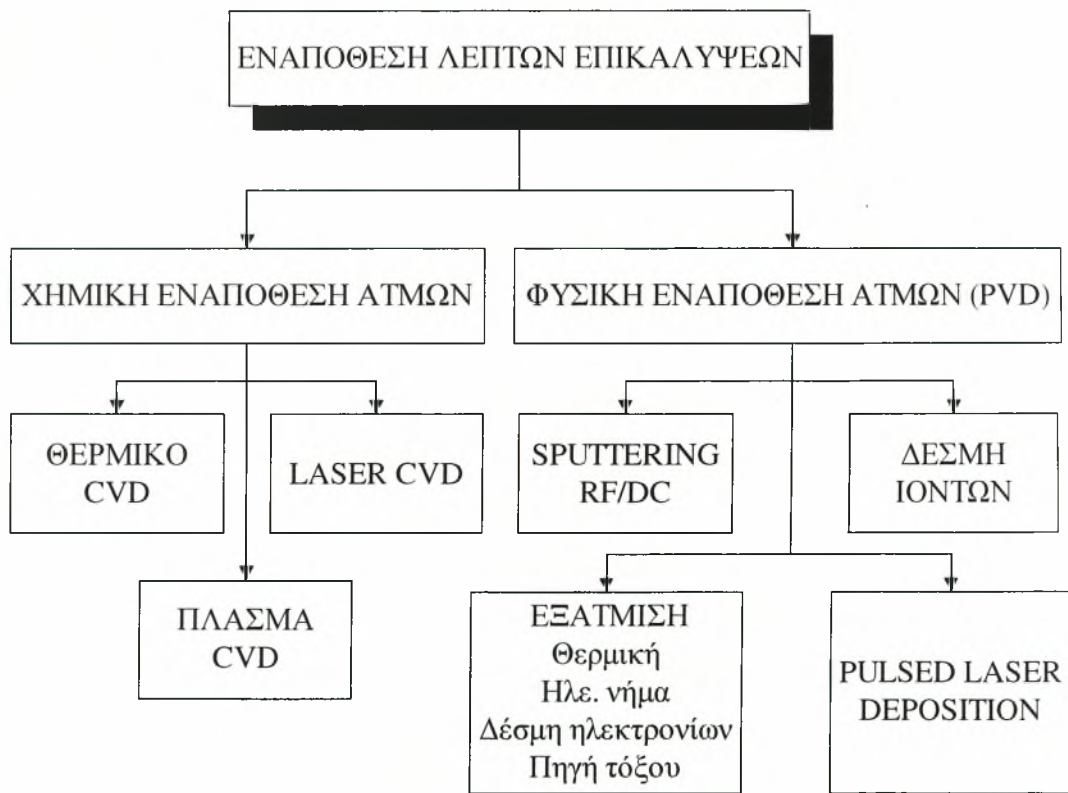 ΕΝΑΠΟΘΕΣΗ ΛΕΠΤΩΝ ΕΠΙΚΑΛΥΨΕΩΝ
ΧΗΜΙΚΗ ΕΝΑΠΟΘΕΣΗ ΑΤΜΩΝ
ΦΥΣΙΚΗ ΕΝΑΠΟΘΕΣΗ ΑΤΜΩΝ (PVD)
ΘΕΡΜΙΚΟ
CVD
LASER CVD
SPUTTERING
RF/DC
ΔΕΣΜΗ
ΙΟΝΤΩΝ
ΠΛΑΣΜΑ
CVD
ΕΞΑΤΜΙΣΗ
Θερμική
Ηλε. νήμα
Δέσμη ηλεκτρονίων
Πηγή τόξου
PULSED LASER
DEPOSITION